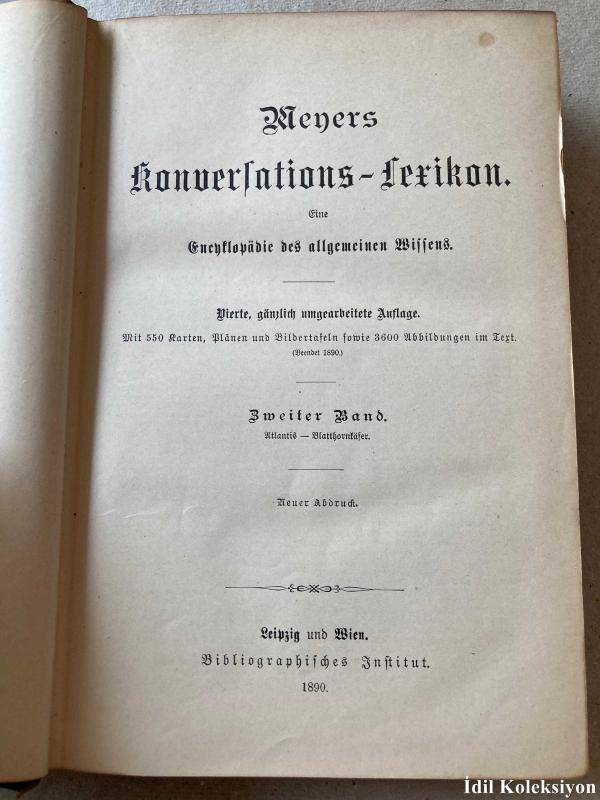 Meyers
Konverſations-Lexikon.
Eine
Encyklopädie des allgemeinen Wiſſens.
Vierte, gänzlich umgearbeitete Auflage.
Mit 550 Karten, Plänen und Bildertafeln ſowie 3600 Abbildungen im Text.
(Beendet 1890.)
Zweiter Band.
Atlantis — Blatthornkäfer.
Neuer Abdruck.
Leipzig und Wien.
Bibliographiſches Inſtitut.
1890.
İdil Koleksiyon